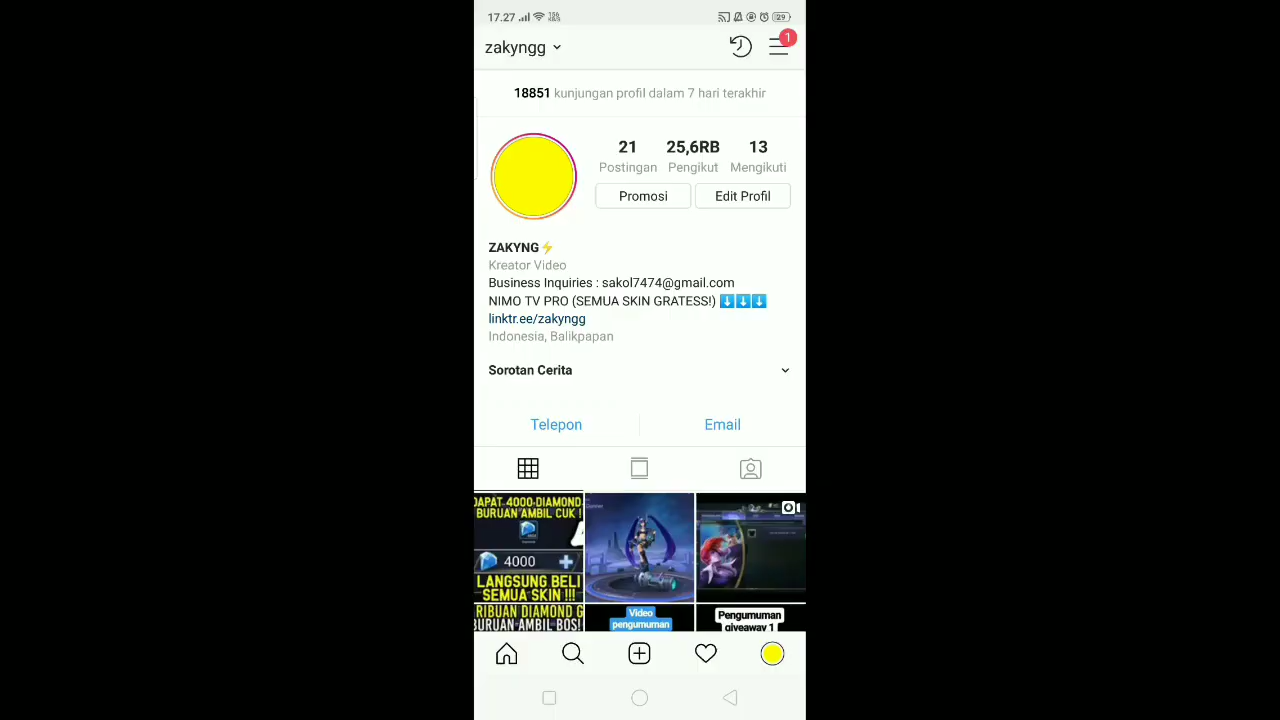 17.27
29
zakyngg
1
18851 kunjungan profil dalam 7 hari terakhir
21 25,6RB 13
Postingan Pengikut Mengikuti
Promosi Edit Profil
ZAKYNG⚡
Kreator Video
Business Inquiries : sakol7474@gmail.com
NIMO TV PRO (SEMUA SKIN GRATESS!) ⬇️⬇️⬇️
linktr.ee/zakyngg
Indonesia, Balikpapan
Sorotan Cerita
Telepon Email
DAPAT 4000 DIAMOND
BURUAN AMBIL CUK !
4000
LANGSUNG BELI
SEMUA SKIN !!!
RIBUAN DIAMOND G
BURUAN AMBIL BOS!
Video
pengumuman
Pengumuman
giveaway 1